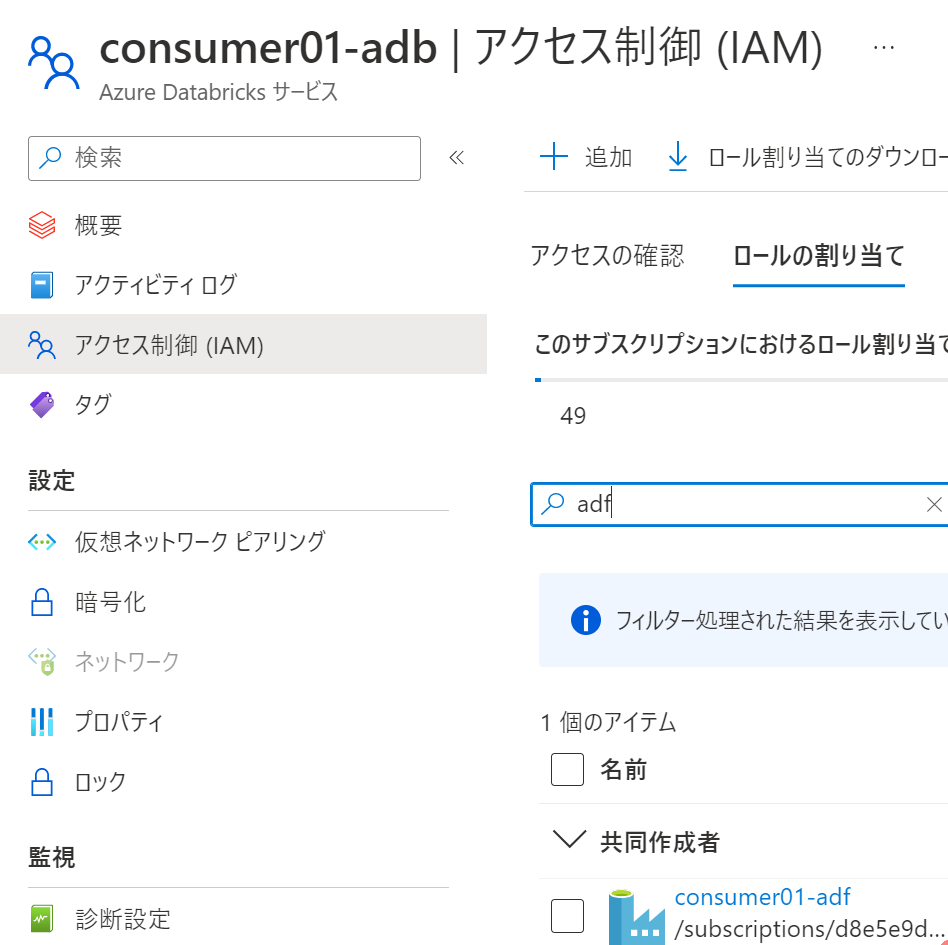 consumer01-adb | アクセス制御 (IAM) ...
Azure Databricks サービス
検索
概要
アクティビティ ログ
アクセス制御 (IAM)
タグ
設定
仮想ネットワーク ピアリング
暗号化
ネットワーク
プロパティ
ロック
監視
診断設定
追加
ロール割り当てのダウンロー
アクセスの確認
ロールの割り当て
このサブスクリプションにおけるロール割り当て
49
adf
フィルター処理された結果を表示してい
1 個のアイテム
名前
共同作成者
consumer01-adf
/subscriptions/d8e5e9d...